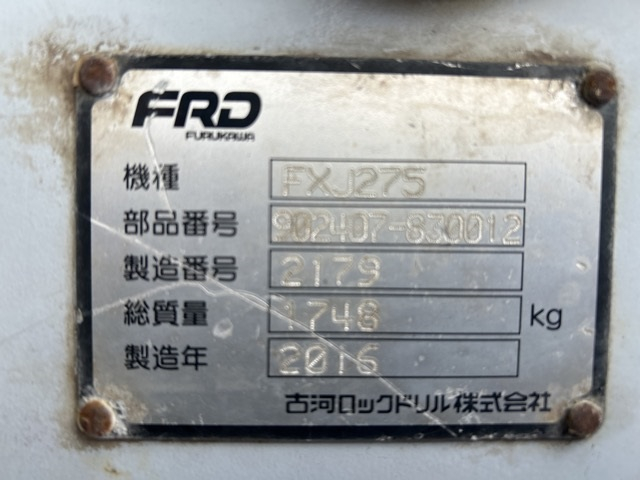 FRD
FURUKAWA
機種 FXJ275
部品番号 902407-830012
製造番号 2179
総質量 1748 kg
製造年 2016
古河ロックドリル株式会社